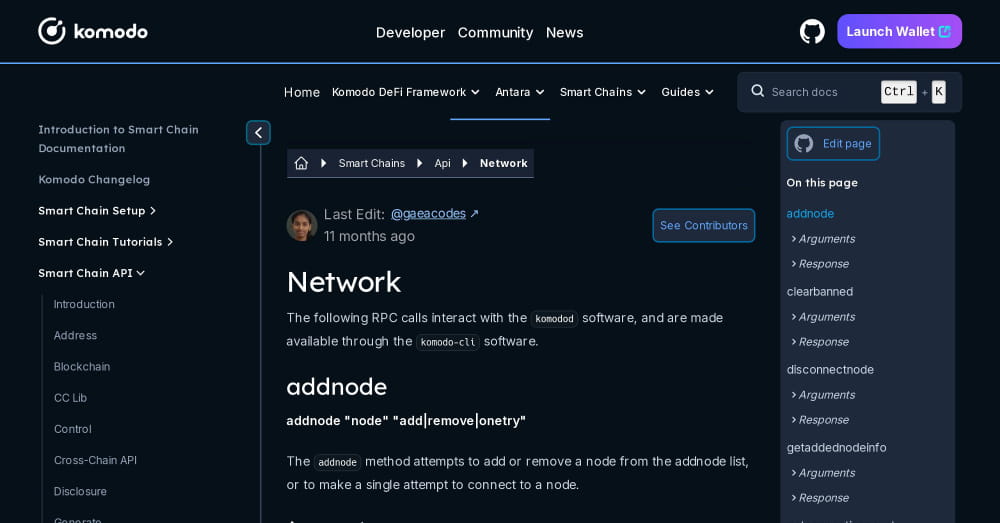 komodo
Developer Community News
Launch Wallet
Home Komodo DeFi Framework Antara Smart Chains Guides
Search docs Ctrl + K
Introduction to Smart Chain
Documentation
Komodo Changelog
Smart Chain Setup
Smart Chain Tutorials
Smart Chain API
Introduction
Address
Blockchain
CC Lib
Control
Cross-Chain API
Disclosure
Generate
Smart Chains Api Network
Last Edit: @gaeacodes ↗
11 months ago
See Contributors
Network
The following RPC calls interact with the komodod software, and are made
available through the komodo-cli software.
addnode
addnode "node" "add|remove|onetry"
The addnode method attempts to add or remove a node from the addnode list,
or to make a single attempt to connect to a node.
Edit page
On this page
addnode
Arguments
Response
clearbanned
Arguments
Response
disconnectnode
Arguments
Response
getaddednodeinfo
Arguments
Response